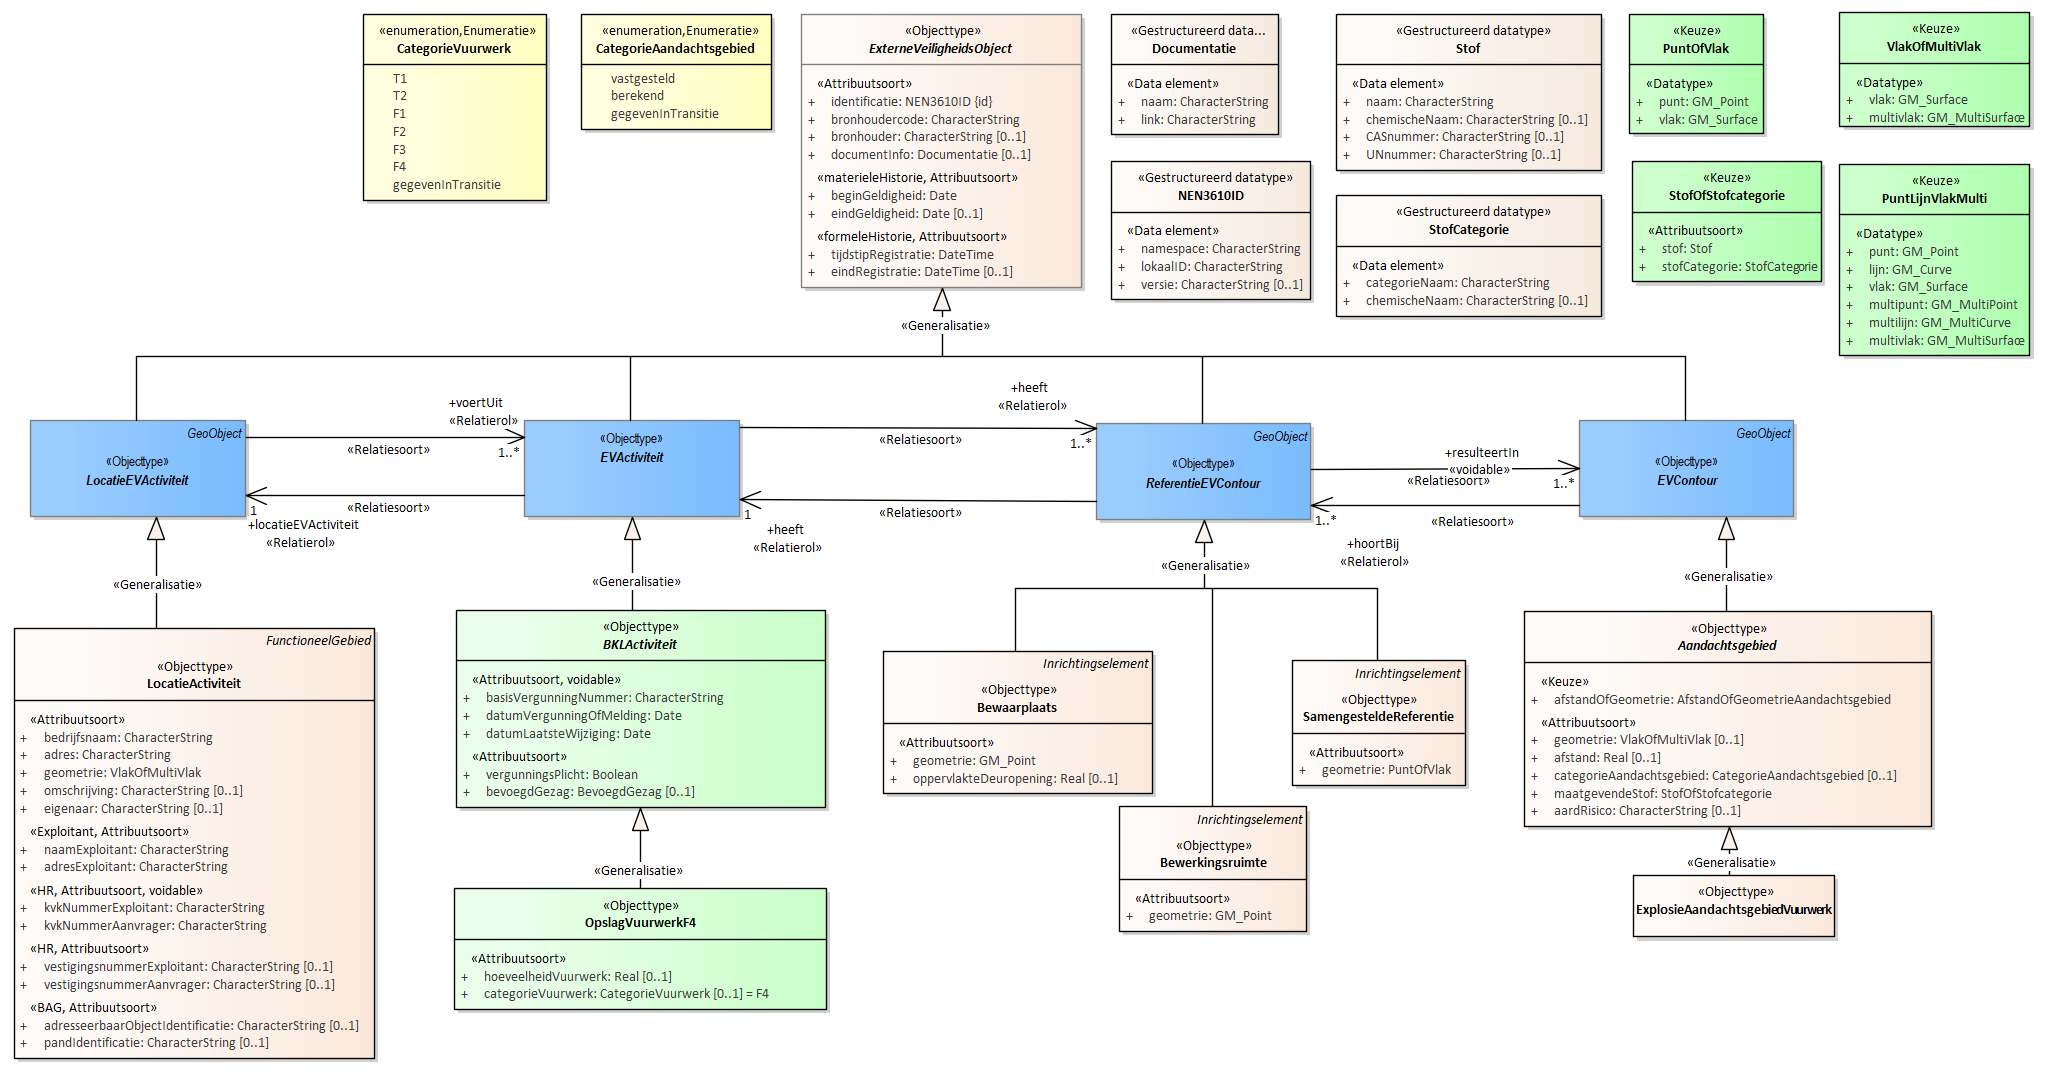 «enumeration,Enumeratie»
CategorieVuurwerk
T1
T2
F1
F2
F3
F4
gegevenInTransitie
«enumeration,Enumeratie»
CategorieAandachtsgebied
vastgesteld
berekend
gegevenInTransitie
«Objecttype»
ExterneVeiligheidsObject
«Attribuutsoort»
+ identificatie: NEN3610ID {id}
+ bronhoudercode: CharacterString
+ bronhouder: CharacterString [0..1]
+ documentInfo: Documentatie [0..1]
«materieleHistorie, Attribuutsoort»
+ beginGeldigheid: Date
+ eindGeldigheid: Date [0..1]
«formeleHistorie, Attribuutsoort»
+ tijdstipRegistratie: DateTime
+ eindRegistratie: DateTime [0..1]
«Gestructureerd data...
Documentatie
«Data element»
+ naam: CharacterString
+ link: CharacterString
«Gestructureerd datatype»
NEN3610ID
«Data element»
+ namespace: CharacterString
+ lokaalID: CharacterString
+ versie: CharacterString [0..1]
«Gestructureerd datatype»
Stof
«Data element»
+ naam: CharacterString
+ chemischeNaam: CharacterString [0..1]
+ CASnummer: CharacterString [0..1]
+ UNnummer: CharacterString [0..1]
«Gestructureerd datatype»
StofCategorie
«Data element»
+ categorieNaam: CharacterString
+ chemischeNaam: CharacterString [0..1]
«Keuze»
PuntOfVlak
«Datatype»
+ punt: GM_Point
+ vlak: GM_Surface
«Keuze»
StofOfStofcategorie
«Attribuutsoort»
+ stof: Stof
+ stofCategorie: StofCategorie
«Keuze»
VlakOfMultiVlak
«Datatype»
+ vlak: GM_Surface
+ multivlak: GM_MultiSurface
«Keuze»
PuntLijnVlakMulti
«Datatype»
+ punt: GM_Point
+ lijn: GM_Curve
+ vlak: GM_Surface
+ multipunt: GM_MultiPoint
+ multilijn: GM_MultiCurve
+ multivlak: GM_MultiSurface
«Generalisatie»
GeoObject
«Objecttype»
LocatieEVActiviteit
+voertUit
«Relatierol»
«Relatiesoort»
1..*
«Relatiesoort»
1
+locatieEVActiviteit
«Relatierol»
«Objecttype»
EVActiviteit
+heeft
«Relatierol»
«Relatiesoort»
1..*
«Relatiesoort»
1
+heeft
«Relatierol»
GeoObject
«Objecttype»
ReferentieEVContour
+resulteertIn
«voidable»
«Relatiesoort»
1..*
«Relatiesoort»
1..*
+hoortBij
«Relatierol»
GeoObject
«Objecttype»
EVContour
«Generalisatie»
«Generalisatie»
«Generalisatie»
«Generalisatie»
FunctioneelGebied
«Objecttype»
LocatieActiviteit
«Attribuutsoort»
+ bedrijfsnaam: CharacterString
+ adres: CharacterString
+ geometrie: VlakOfMultiVlak
+ omschrijving: CharacterString [0..1]
+ eigenaar: CharacterString [0..1]
«Exploitant, Attribuutsoort»
+ naamExploitant: CharacterString
+ adresExploitant: CharacterString
«HR, Attribuutsoort, voidable»
+ kvkNummerExploitant: CharacterString
+ kvkNummerAanvrager: CharacterString
«HR, Attribuutsoort»
+ vestigingsnummerExploitant: CharacterString [0..1]
+ vestigingsnummerAanvrager: CharacterString [0..1]
«BAG, Attribuutsoort»
+ adresseerbaarObjectIdentificatie: CharacterString [0..1]
+ pandIdentificatie: CharacterString [0..1]
«Objecttype»
BKLActiviteit
«Attribuutsoort, voidable»
+ basisVergunningNummer: CharacterString
+ datumVergunningOfMelding: Date
+ datumLaatsteWijziging: Date
«Attribuutsoort»
+ vergunningsPlicht: Boolean
+ bevoegdGezag: BevoegdGezag [0..1]
«Generalisatie»
«Objecttype»
OpslagVuurwerkF4
«Attribuutsoort»
+ hoeveelheidVuurwerk: Real [0..1]
+ categorieVuurwerk: CategorieVuurwerk [0..1] = F4
Inrichtingselement
«Objecttype»
Bewaarplaats
«Attribuutsoort»
+ geometrie: GM_Point
+ oppervlakteDeuropening: Real [0..1]
Inrichtingselement
«Objecttype»
Bewerkingsruimte
«Attribuutsoort»
+ geometrie: GM_Point
Inrichtingselement
«Objecttype»
SamengesteldeReferentie
«Attribuutsoort»
+ geometrie: PuntOfVlak
«Objecttype»
Aandachtsgebied
«Keuze»
+ afstandOfGeometrie: AfstandOfGeometrieAandachtsgebied
«Attribuutsoort»
+ geometrie: VlakOfMultiVlak [0..1]
+ afstand: Real [0..1]
+ categorieAandachtsgebied: CategorieAandachtsgebied [0..1]
+ maatgevendeStof: StofOfStofcategorie
+ aardRisico: CharacterString [0..1]
«Generalisatie»
«Objecttype»
ExplosieAandachtsgebiedVuurwerk